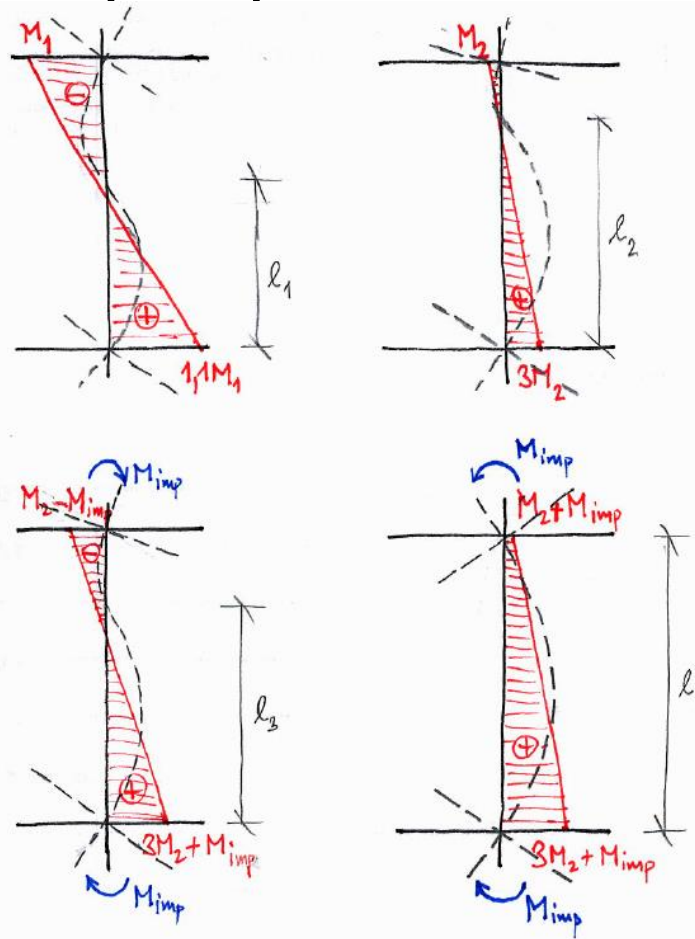 M1
⊖
l1
⊕
1,1M1
M2
l2
⊕
3M2
Mimp
M2-Mimp
⊖
l3
⊕
3M2+Mimp
Mimp
Mimp
M2+Mimp
l
⊕
3M2+Mimp
Mimp